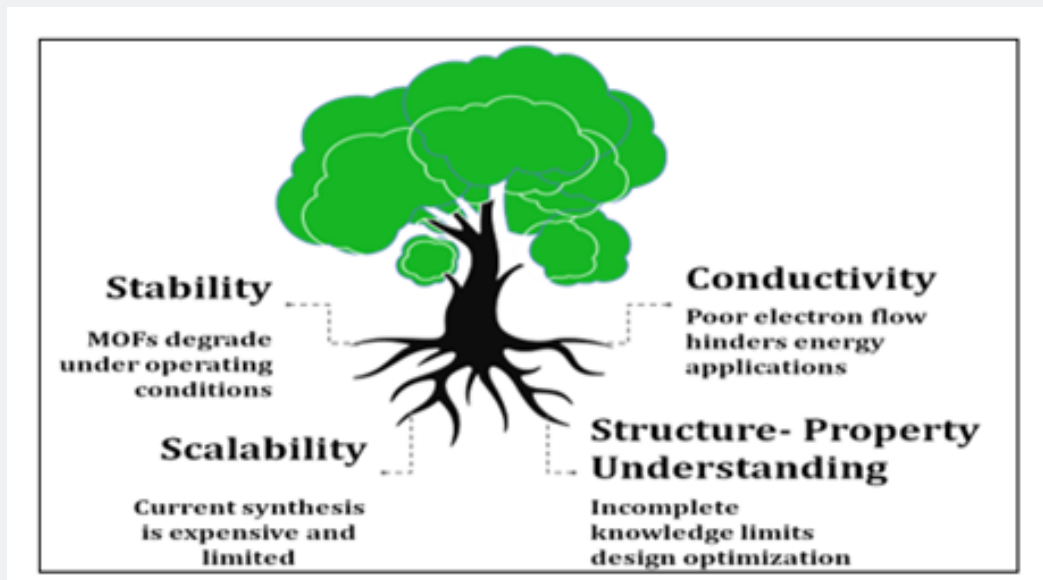 Stability
MOFs degrade
under operating
conditions
Conductivity
Poor electron flow
hinders energy
applications
Scalability
Current synthesis
is expensive and
limited
Structure- Property
Understanding
Incomplete
knowledge limits
design optimization